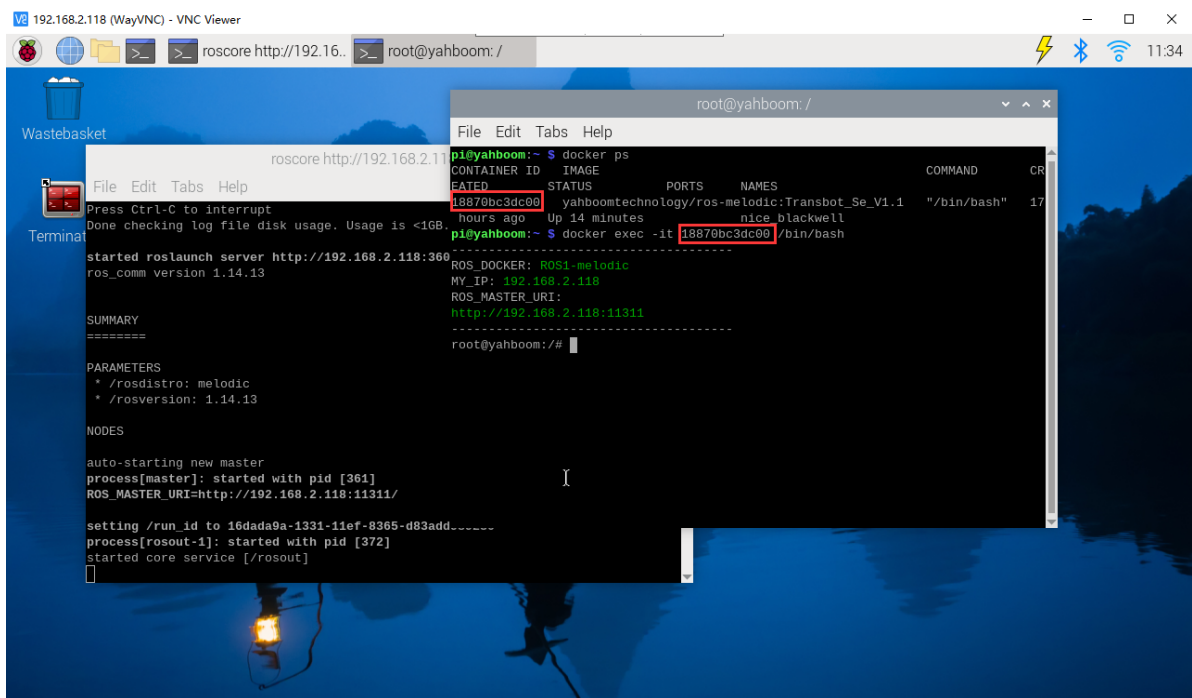 192.168.2.118 (WayVNC) - VNC Viewer
roscore http://192.16.. root@yahboom: / 11:34
Wastebasket
Terminat
roscore http://192.168.2.11
File Edit Tabs Help
Press Ctrl-C to interrupt
Done checking log file disk usage. Usage is <1GB.
started roslaunch server http://192.168.2.118:360
ros_comm version 1.14.13
SUMMARY
========
PARAMETERS
* /rosdistro: melodic
* /rosversion: 1.14.13
NODES
auto-starting new master
process[master]: started with pid [361]
ROS_MASTER_URI=http://192.168.2.118:11311/
setting /run_id to 16dada9a-1331-11ef-8365-d83add
process[rosout-1]: started with pid [372]
started core service [/rosout]
root@yahboom: /
File Edit Tabs Help
pi@yahboom:~ $ docker ps
CONTAINER ID IMAGE COMMAND CR
EATED STATUS PORTS NAMES
18870bc3dc00 yahboomtechnology/ros-melodic:Transbot_Se_V1.1 "/bin/bash" 17
hours ago Up 14 minutes nice_blackwell
pi@yahboom:~ $ docker exec -it 18870bc3dc00 /bin/bash
--------------------------------------
ROS_DOCKER: ROS1-melodic
MY_IP: 192.168.2.118
ROS_MASTER_URI:
http://192.168.2.118:11311
--------------------------------------
root@yahboom:/#